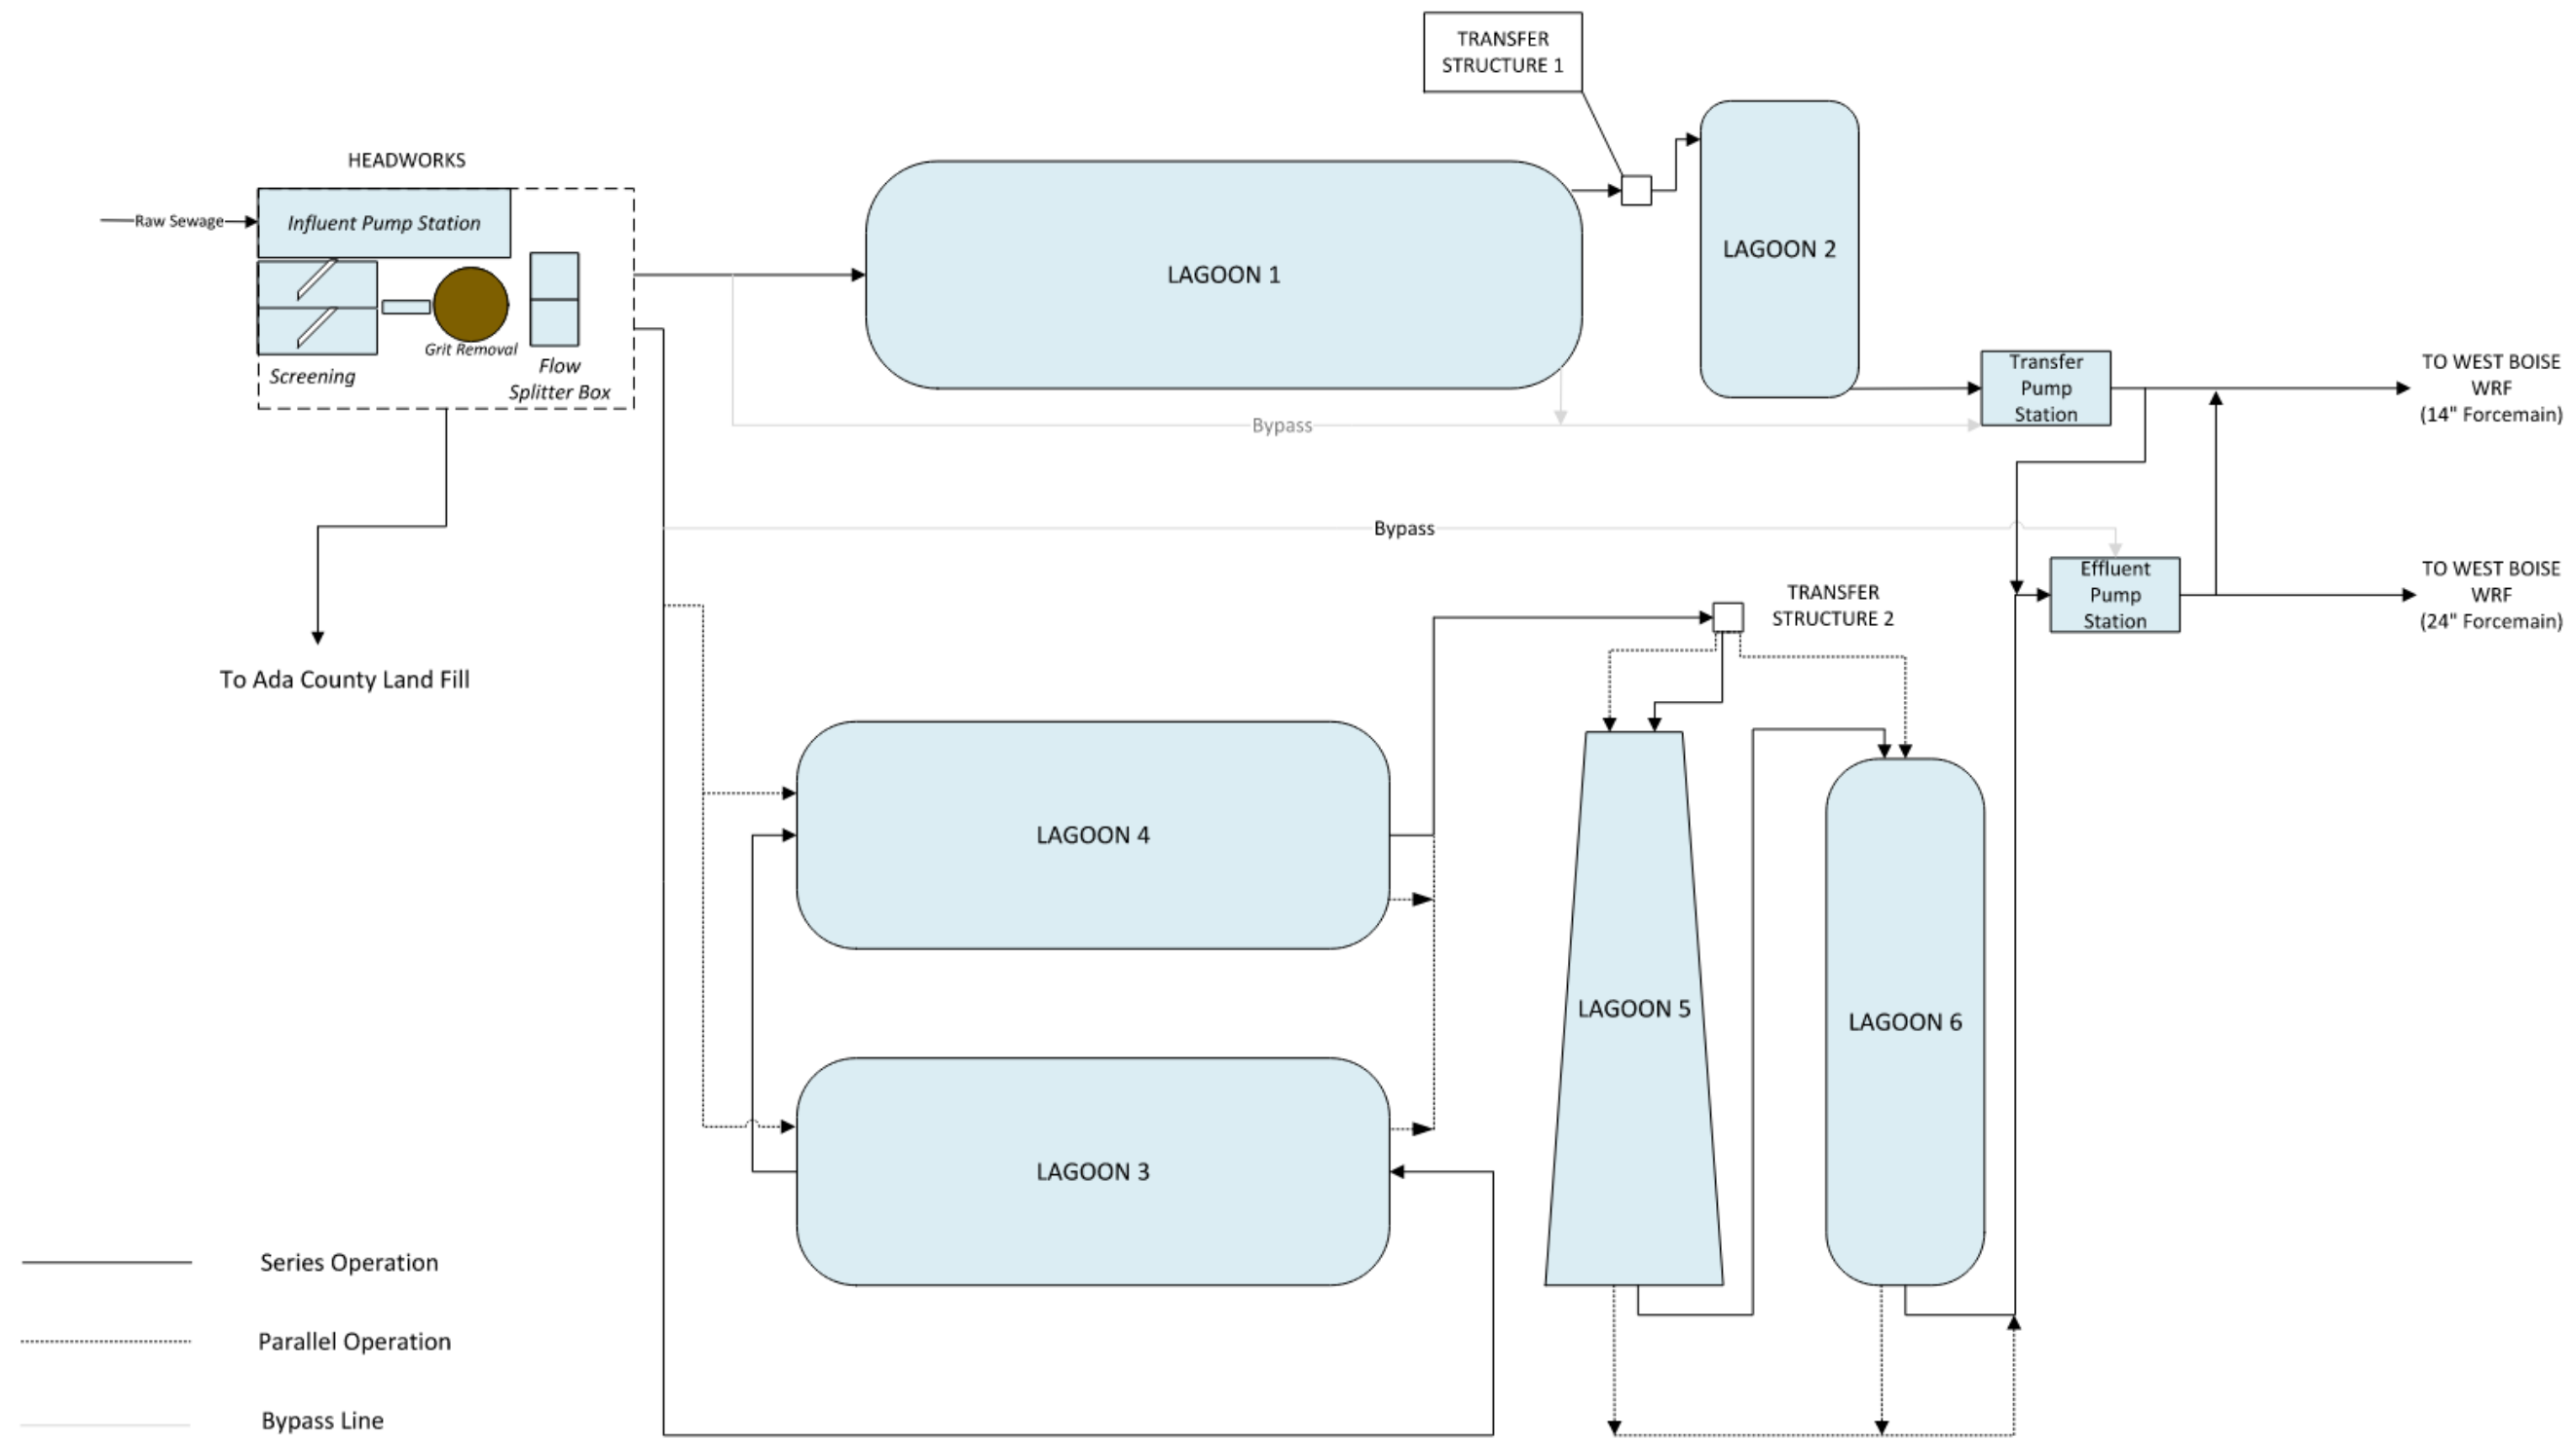 TRANSFER
STRUCTURE 1
HEADWORKS
Raw Sewage
Influent Pump Station
Grit Removal
Screening
Flow
Splitter Box
LAGOON 1
LAGOON 2
Transfer
Pump
Station
TO WEST BOISE
WRF
(14" Forcemain)
Bypass
Bypass
Effluent
Pump
Station
TO WEST BOISE
WRF
(24" Forcemain)
TRANSFER
STRUCTURE 2
To Ada County Land Fill
LAGOON 4
LAGOON 5
LAGOON 6
LAGOON 3
Series Operation
Parallel Operation
Bypass Line